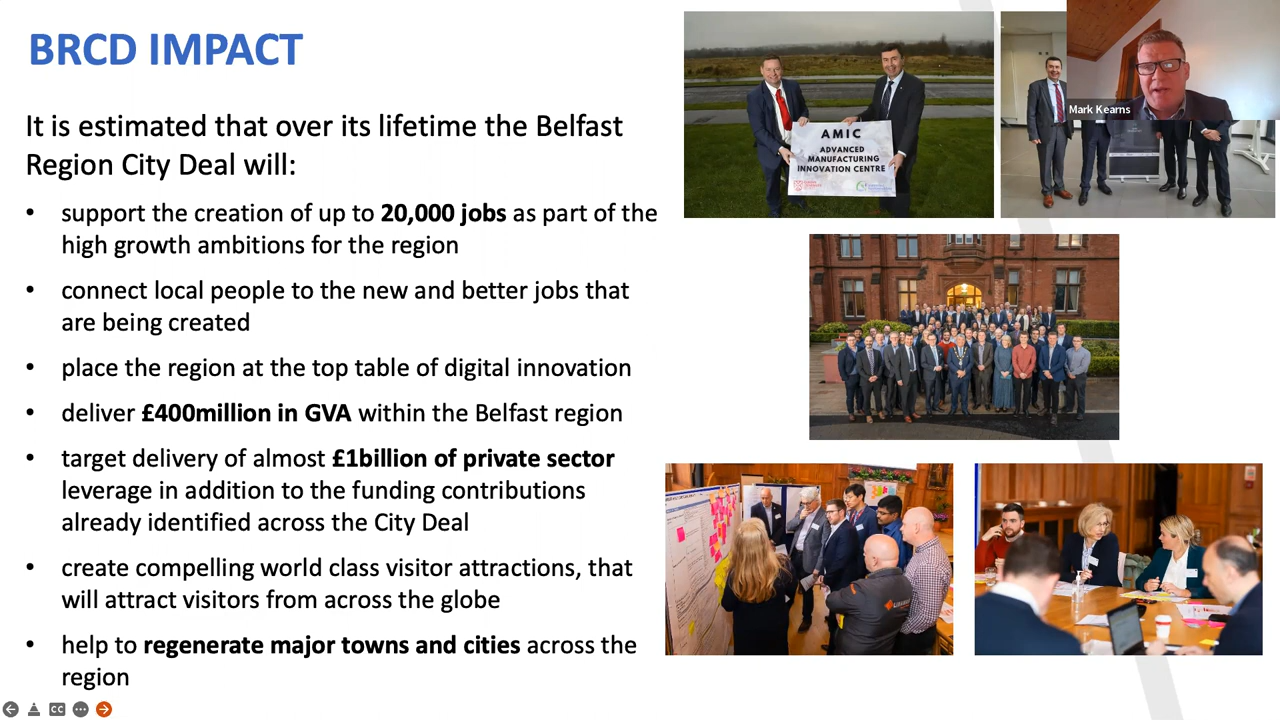 BRCD IMPACT
It is estimated that over its lifetime the Belfast
Region City Deal will:
• support the creation of up to 20,000 jobs as part of the
high growth ambitions for the region
• connect local people to the new and better jobs that
are being created
• place the region at the top table of digital innovation
• deliver £400million in GVA within the Belfast region
• target delivery of almost £1billion of private sector
leverage in addition to the funding contributions
already identified across the City Deal
• create compelling world class visitor attractions, that
will attract visitors from across the globe
• help to regenerate major towns and cities across the
region
AMIC
ADVANCED
MANUFACTURING
INNOVATION CENTRE
Mark Kearns
CC